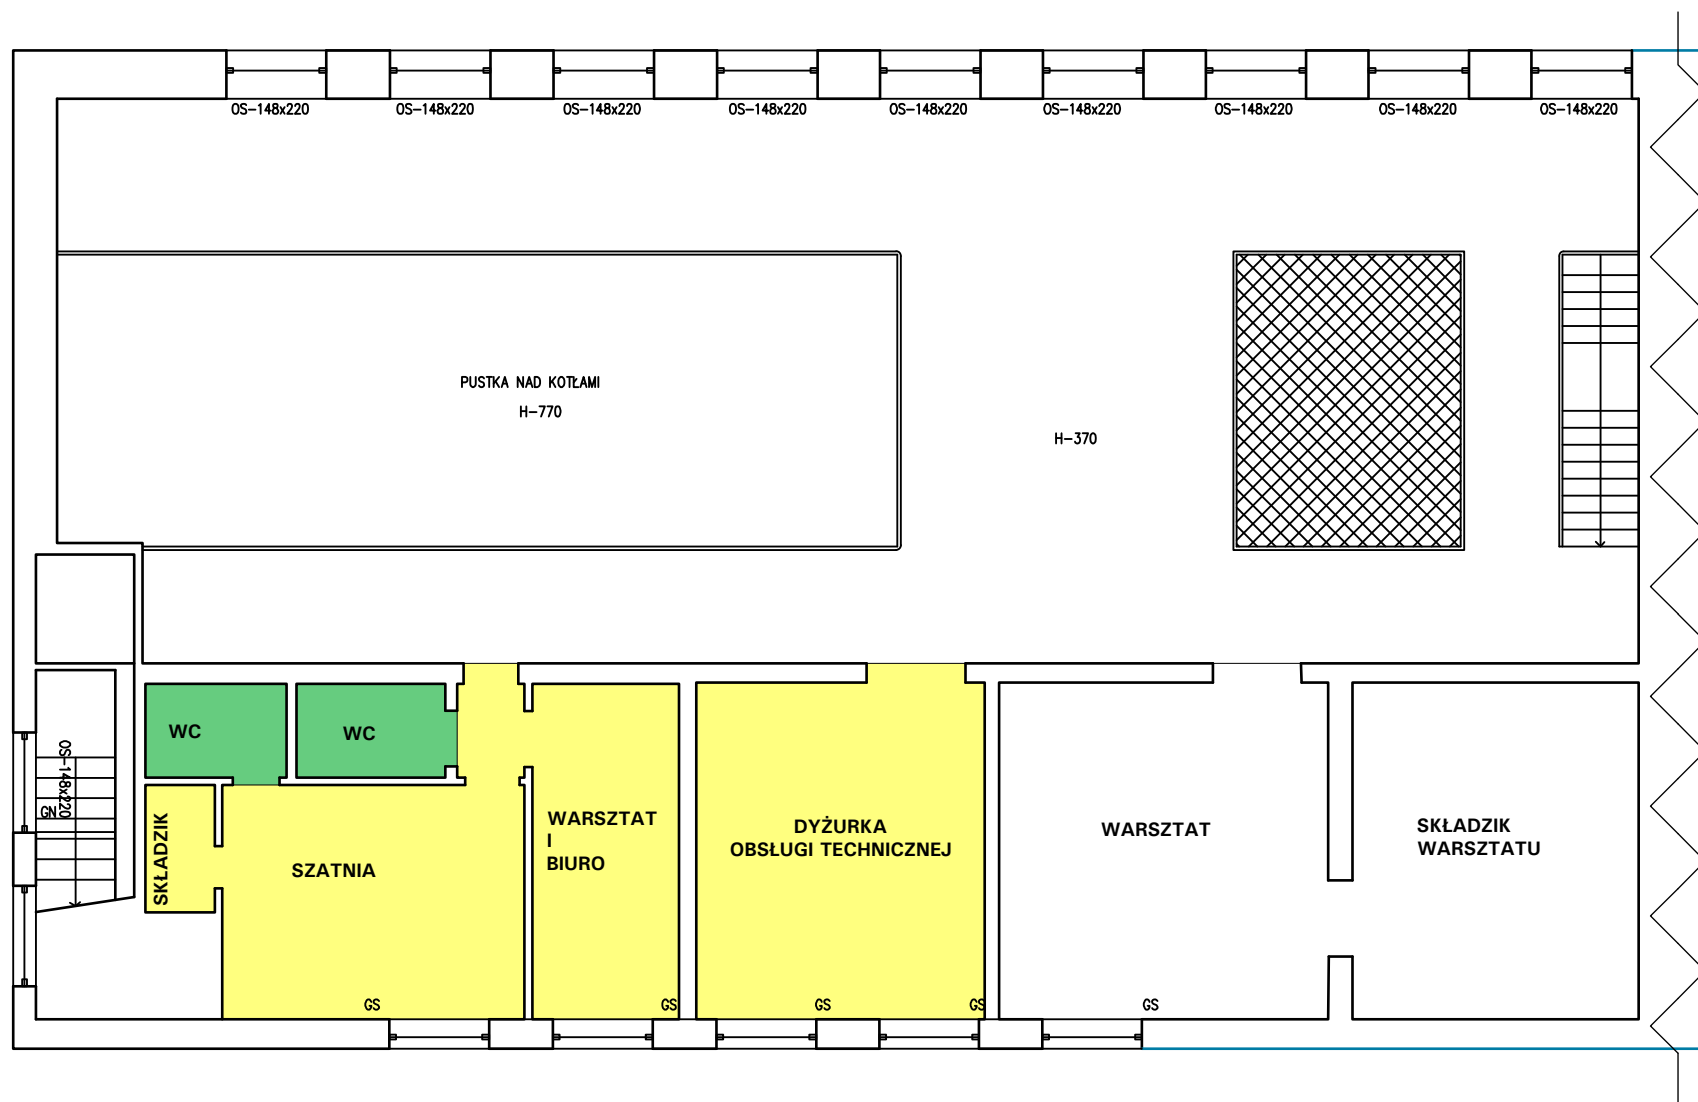 OS-148x220
OS-148x220
OS-148x220
OS-148x220
OS-148x220
OS-148x220
OS-148x220
OS-148x220
OS-148x220
PUSTKA NAD KOTŁAMI
H-770
H-370
WC
WC
OS-148x220
GN
SKŁADZIK
SZATNIA
WARSZTAT
I
BIURO
DYŻURKA
OBSŁUGI TECHNICZNEJ
WARSZTAT
SKŁADZIK
WARSZTATU
GS
GS
GS
GS
GS